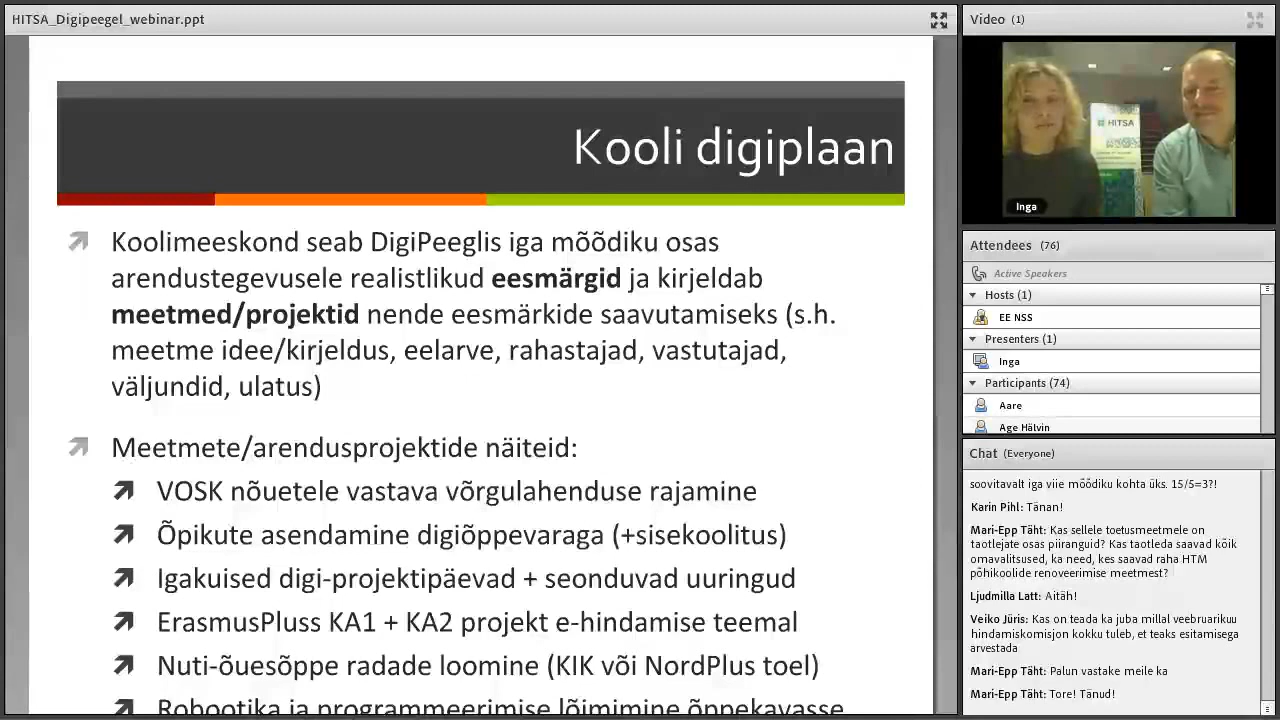 HITSA_Digipeegel_webinar.ppt
Kooli digiplaan
Koolimeeskond seab DigiPeeglis iga mõõdiku osas
arendustegevusele realistlikud eesmärgid ja kirjeldab
meetmed/projektid nende eesmärkide saavutamiseks (s.h.
meetme idee/kirjeldus, eelarve, rahastajad, vastutajad,
väljundid, ulatus)
Meetmete/arendusprojektide näiteid:
VOSK nõuetele vastava võrgulahenduse rajamine
Õpikute asendamine digiõppevaraga (+sisekoolitus)
Igakuised digi-projektipäevad + seonduvad uuringud
ErasmusPluss KA1 + KA2 projekt e-hindamise teemal
Nuti-õuesõppe radade loomine (KIK või NordPlus toel)
Robootika ja programmeerimise lõimimine õppekavasse
Video (1)
HITSA
Inga
Attendees (76)
Active Speakers
Hosts (1)
EE NSS
Presenters (1)
Inga
Participants (74)
Aare
Age Hälvin
Chat (Everyone)
soovitavalt iga viie mõõdiku kohta üks. 15/5=3?!
Karin Pihl: Tänan!
Mari-Epp Täht: Kas sellele toetusmeetmele on
taotlejate osas piiranguid? Kas taotleda saavad kõik
omavalitsused, ka need, kes saavad raha HTM
põhikoolide renoveerimise meetmest?
Ljudmilla Latt: Aitäh!
Veiko Jüris: Kas on teada ka juba millal veebruarikuu
hindamiskomisjon kokku tuleb, et teaks esitamisega
arvestada
Mari-Epp Täht: Palun vastake meile ka
Mari-Epp Täht: Tore! Tänud!